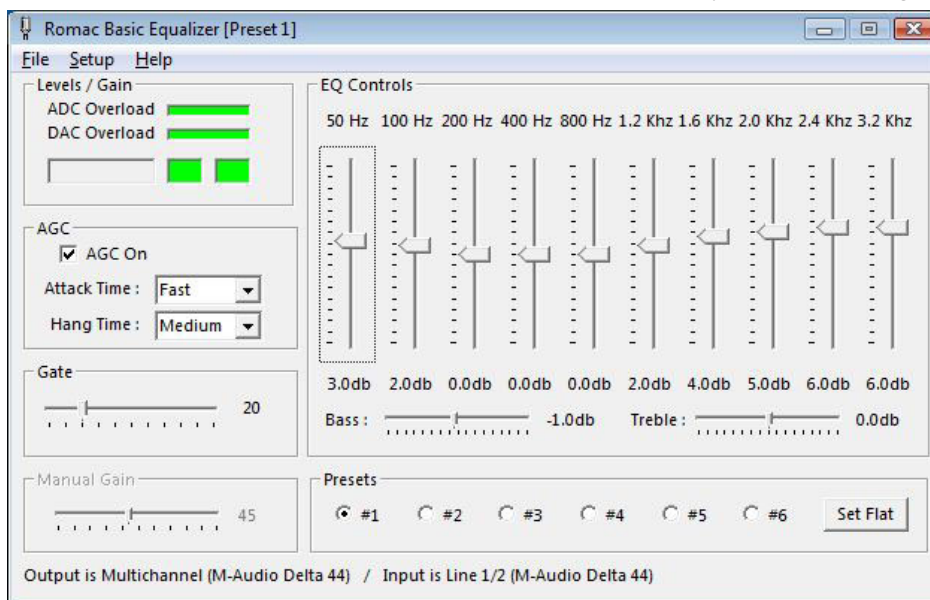 Romac Basic Equalizer [Preset 1]
File Setup Help
Levels / Gain
ADC Overload
DAC Overload
AGC
AGC On
Attack Time : Fast
Hang Time : Medium
Gate
20
Manual Gain
45
EQ Controls
50 Hz 100 Hz 200 Hz 400 Hz 800 Hz 1.2 Khz 1.6 Khz 2.0 Khz 2.4 Khz 3.2 Khz
3.0db 2.0db 0.0db 0.0db 0.0db 2.0db 4.0db 5.0db 6.0db 6.0db
Bass : -1.0db Treble : 0.0db
Presets
#1 #2 #3 #4 #5 #6 Set Flat
Output is Multichannel (M-Audio Delta 44) / Input is Line 1/2 (M-Audio Delta 44)